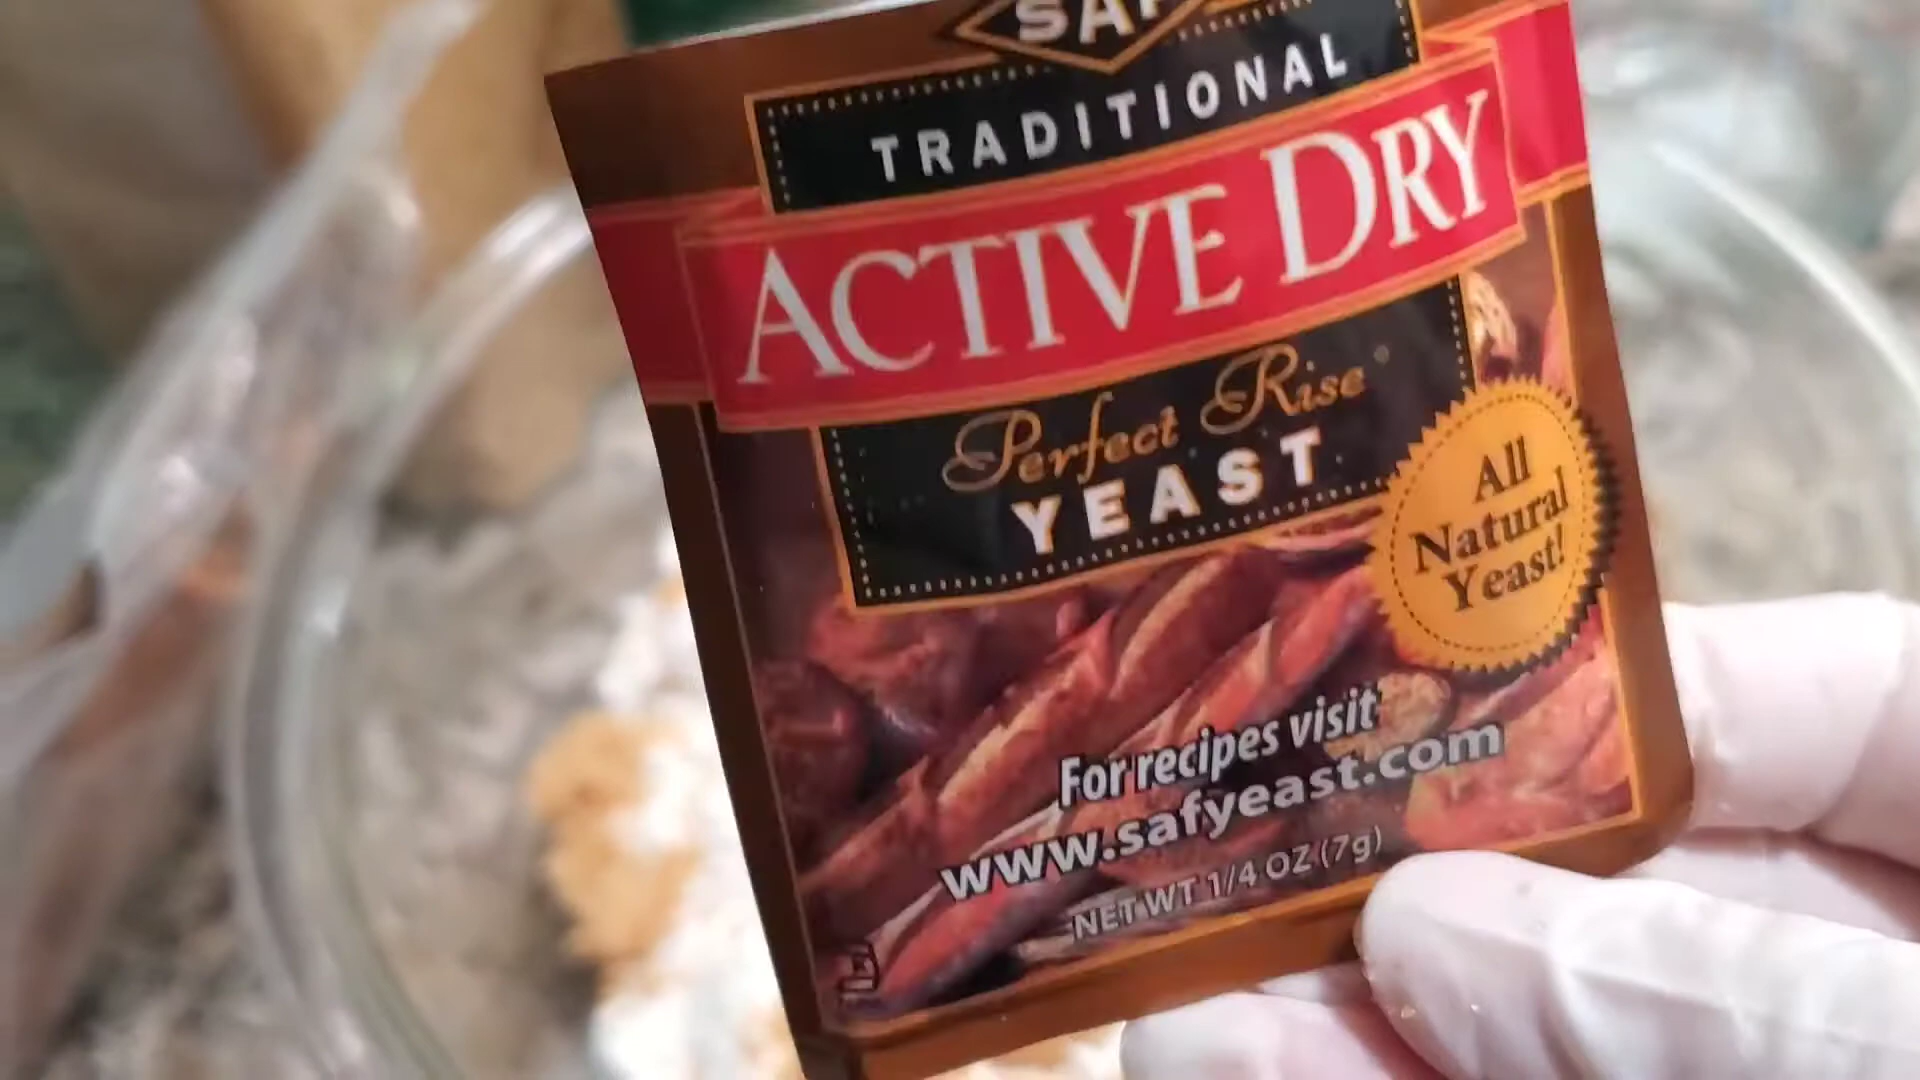 SAF
TRADITIONAL
ACTIVE DRY
Perfect Rise
YEAST
All
Natural
Yeast!
For recipes visit
www.safyeast.com
NET WT 1/4 OZ (7g)